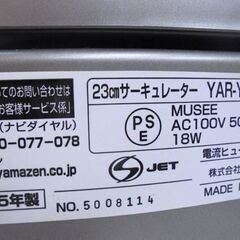 てのお問い合わせは
お客様サービス係」
(ナビダイヤル)
0-077-078
yamazen.co.jp
5年製
23cmサーキュレーター YAR-Y
PS
E
MUSEE
AC100V 50
18W
S JET
電流ヒュー
株式会
MADE
NO.5008114